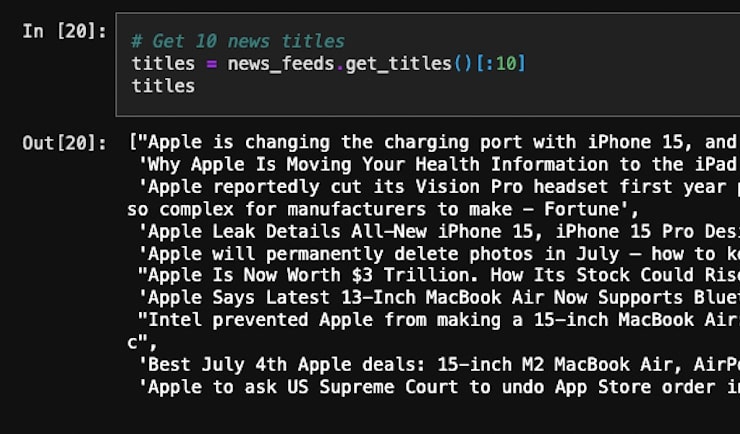 In [20]:
# Get 10 news titles
titles = news_feeds.get_titles()[:10]
titles
Out[20]:
["Apple is changing the charging port with iPhone 15, and
'Why Apple Is Moving Your Health Information to the iPad
'Apple reportedly cut its Vision Pro headset first year
so complex for manufacturers to make – Fortune',
'Apple Leak Details All-New iPhone 15, iPhone 15 Pro
'Apple will permanently delete photos in July – how to
"Apple Is Now Worth $3 Trillion. How Its Stock Could Rise
'Apple Says Latest 13-Inch MacBook Air Now Supports
"Intel prevented Apple from making a 15-inch MacBook Air
c",
'Best July 4th Apple deals: 15-inch M2 MacBook Air,
'Apple to ask US Supreme Court to undo App Store order